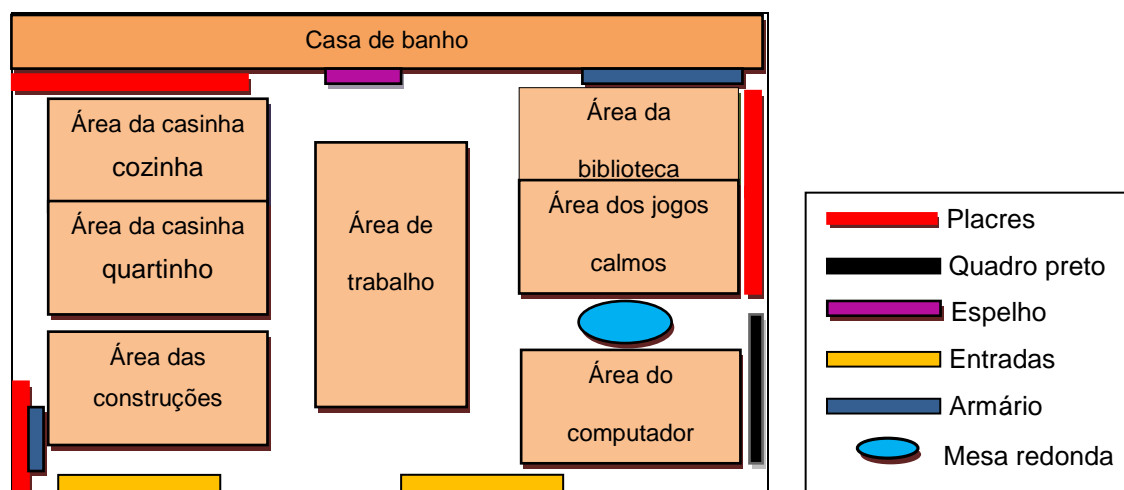 Casa de banho
Área da casinha
cozinha
Área da casinha
quartinho
Área das
construções
Área de
trabalho
Área da
biblioteca
Área dos jogos
calmos
Área do
computador
Placres
Quadro preto
Espelho
Entradas
Armário
Mesa redonda